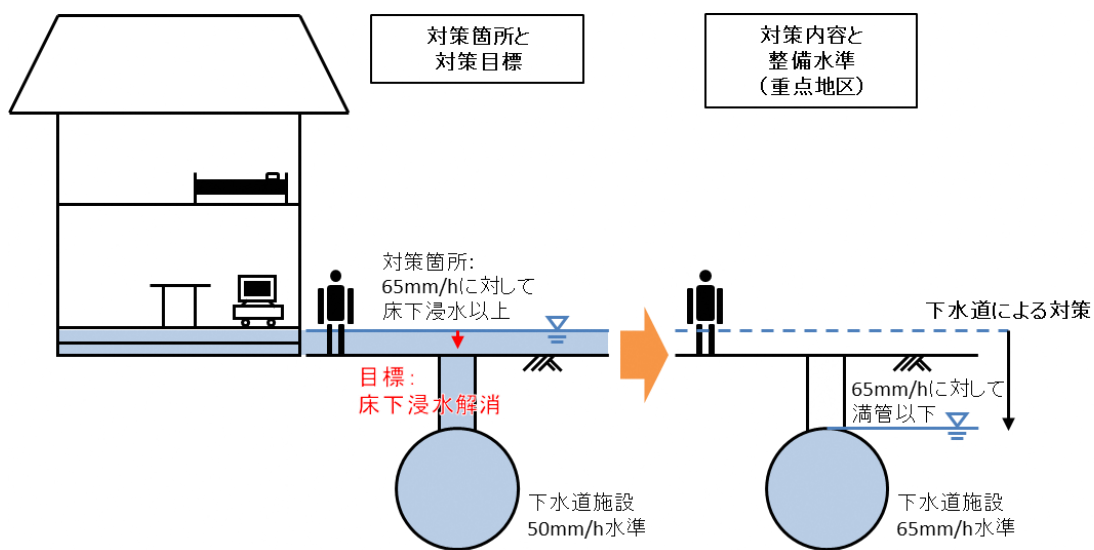 対策箇所と
対策目標
対策内容と
整備水準
（重点地区）
対策箇所:
65mm/hに対して
床下浸水以上
目標:
床下浸水解消
下水道施設
50mm/h水準
下水道による対策
65mm/hに対して
満管以下
下水道施設
65mm/h水準